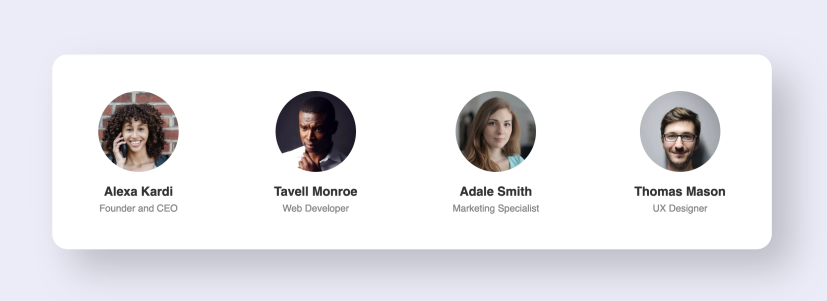 Alexa Kardi
Founder and CEO
Tavell Monroe
Web Developer
Adale Smith
Marketing Specialist
Thomas Mason
UX Designer